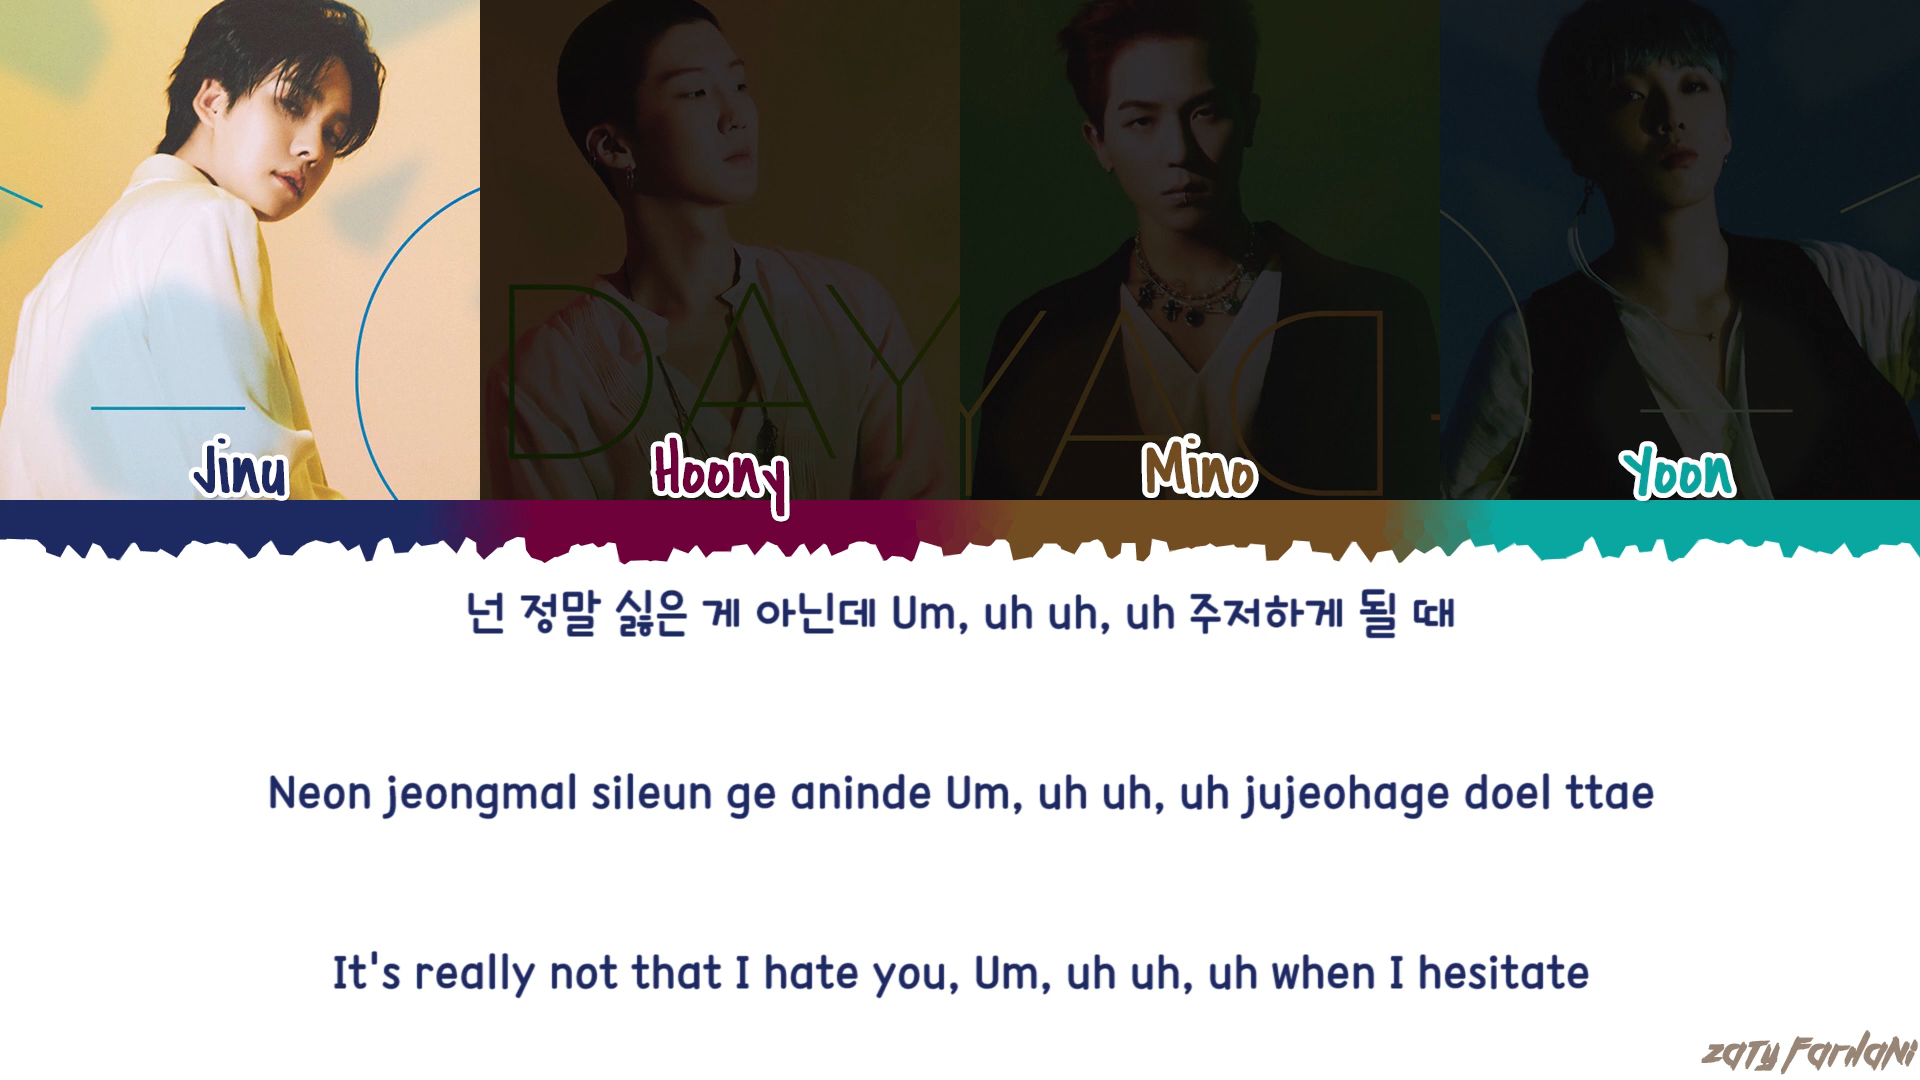 DAY
YAG
Jinu
Hoony
Mino
Yoon
넌 정말 싫은 게 아닌데 Um, uh uh, uh 주저하게 될 때
Neon jeongmal sileun ge aninde Um, uh uh, uh jujeohage doel ttae
It's really not that I hate you, Um, uh uh, uh when I hesitate
Zaty FarHaNi